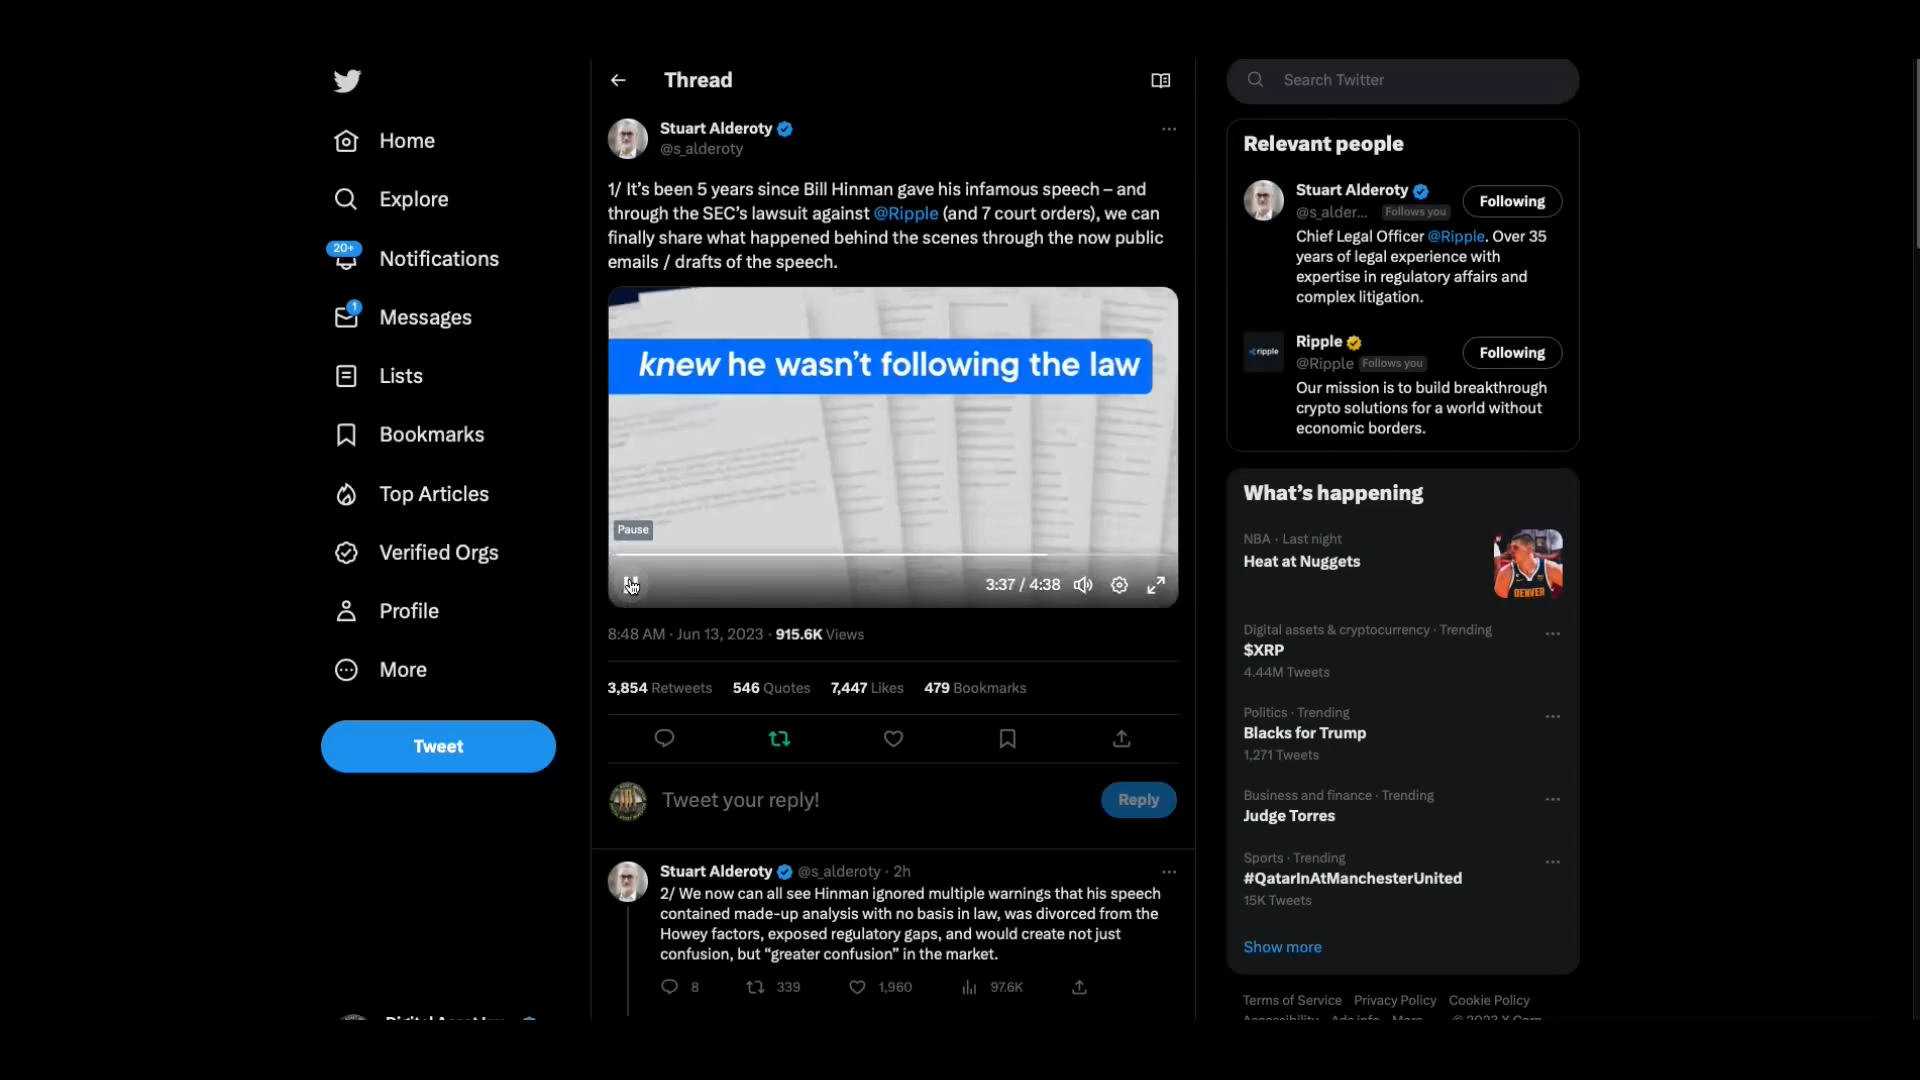 Home
Explore
20+
Notifications
1
Messages
Lists
Bookmarks
Top Articles
Verified Orgs
Profile
More
Tweet
Thread
Stuart Alderoty
@s_alderoty
1/ It’s been 5 years since Bill Hinman gave his infamous speech – and
through the SEC’s lawsuit against @Ripple (and 7 court orders), we can
finally share what happened behind the scenes through the now public
emails / drafts of the speech.
knew he wasn’t following the law
Pause
3:37 / 4:38
8:48 AM · Jun 13, 2023 · 915.6K Views
3,854 Retweets 546 Quotes 7,447 Likes 479 Bookmarks
Tweet your reply!
Reply
Stuart Alderoty @s_alderoty · 2h
2/ We now can all see Hinman ignored multiple warnings that his speech
contained made-up analysis with no basis in law, was divorced from the
Howey factors, exposed regulatory gaps, and would create not just
confusion, but “greater confusion” in the market.
8 339 1,960 97.6K
Search Twitter
Relevant people
Stuart Alderoty
Following
@s_alder... Follows you
Chief Legal Officer @Ripple. Over 35
years of legal experience with
expertise in regulatory affairs and
complex litigation.
ripple
Ripple
Following
@Ripple Follows you
Our mission is to build breakthrough
crypto solutions for a world without
economic borders.
What’s happening
NBA · Last night
Heat at Nuggets
DENVER
Digital assets & cryptocurrency · Trending
$XRP
4.44M Tweets
Politics · Trending
Blacks for Trump
1,271 Tweets
Business and finance · Trending
Judge Torres
Sports · Trending
#QatarInAtManchesterUnited
15K Tweets
Show more
Terms of Service Privacy Policy Cookie Policy
Accessibility Ads info More © 2023 X Corp.